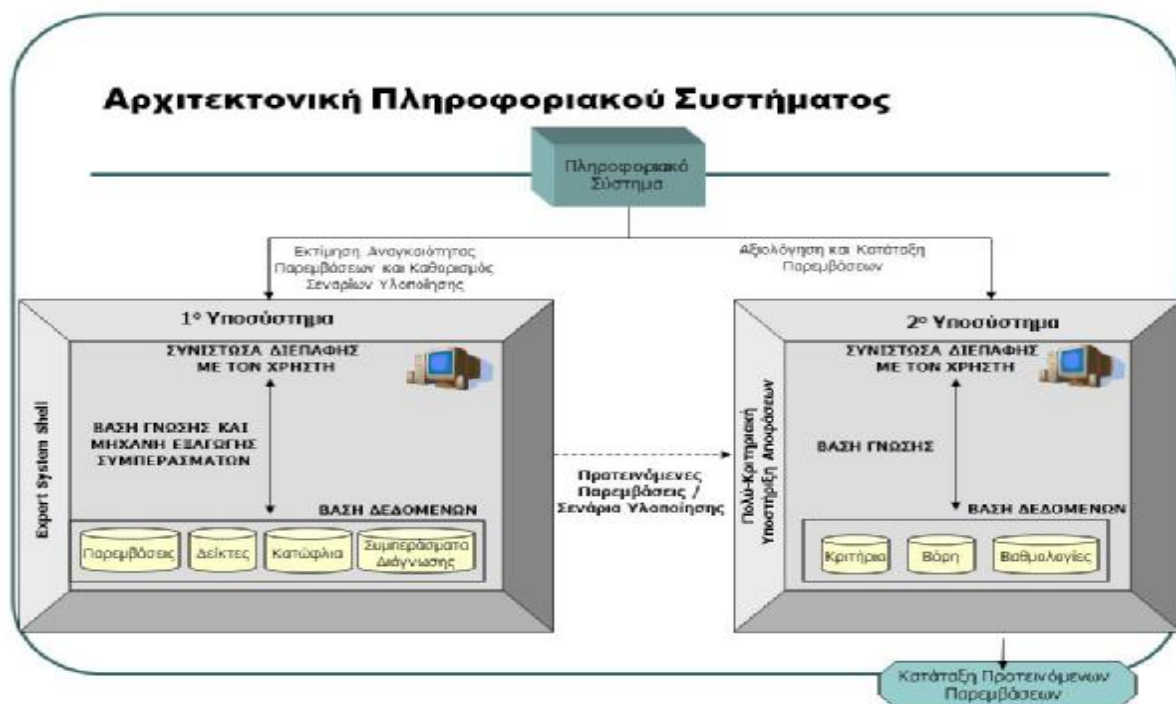 Αρχιτεκτονική Πληροφοριακού Συστήματος
Πληροφοριακό
Σύστημα
Εκτίμηση Αναγκαιότητας
Παρεμβάσεων και Καθορισμός
Σεναρίων Υλοποίησης
Αξιολόγηση και Κατάταξη
Παρεμβάσεων
1ο Υποσύστημα
ΣΥΝΙΣΤΩΣΑ ΔΙΕΠΑΦΗΣ
ΜΕ ΤΟΝ ΧΡΗΣΤΗ
Expert System Shell
ΒΑΣΗ ΓΝΩΣΗΣ ΚΑΙ
ΜΗΧΑΝΗ ΕΞΑΓΩΓΗΣ
ΣΥΜΠΕΡΑΣΜΑΤΩΝ
ΒΑΣΗ ΔΕΔΟΜΕΝΩΝ
Παρεμβάσεις
Δείκτες
Κατώφλια
Συμπεράσματα
Διάγνωσης
Προτεινόμενες
Παρεμβάσεις /
Σενάρια Υλοποίησης
2ο Υποσύστημα
ΣΥΝΙΣΤΩΣΑ ΔΙΕΠΑΦΗΣ
ΜΕ ΤΟΝ ΧΡΗΣΤΗ
Πολύ-Κριτηριακή
Υποστήριξη Αποφάσεων
ΒΑΣΗ ΓΝΩΣΗΣ
ΒΑΣΗ ΔΕΔΟΜΕΝΩΝ
Κριτήρια
Βάρη
Βαθμολογίες
Κατάταξη Προτεινόμενων
Παρεμβάσεων